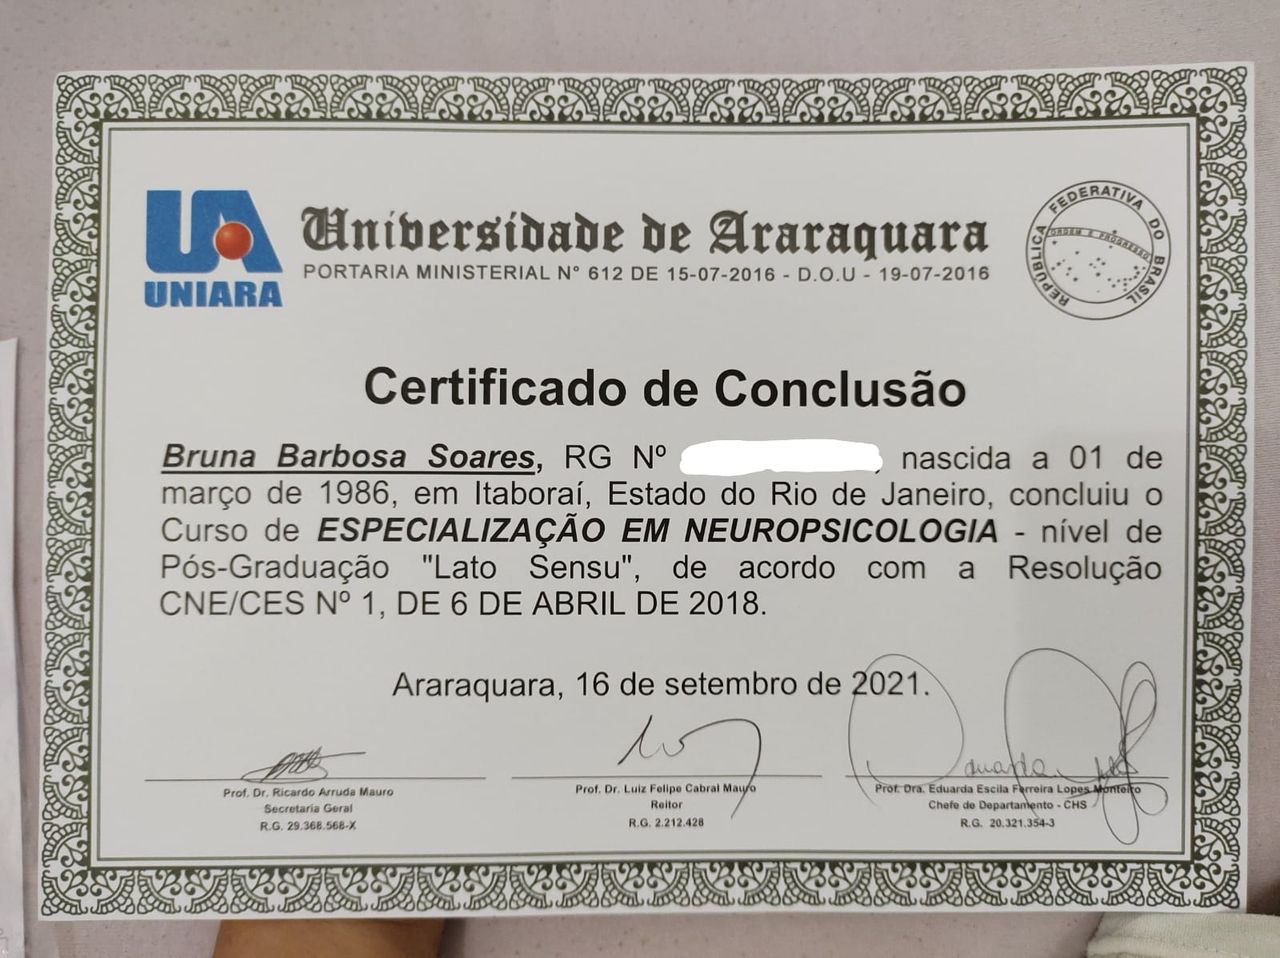 UNIARA
Universidade de Araraquara
PORTARIA MINISTERIAL N° 612 DE 15-07-2016 - D.O.U - 19-07-2016
REPÚBLICA FEDERATIVA DO BRASIL
ORDEM E PROGRESSO
Certificado de Conclusão
Bruna Barbosa Soares, RG Nº , nascida a 01 de
março de 1986, em Itaboraí, Estado do Rio de Janeiro, concluiu o
Curso de ESPECIALIZAÇÃO EM NEUROPSICOLOGIA - nível de
Pós-Graduação "Lato Sensu", de acordo com a Resolução
CNE/CES Nº 1, DE 6 DE ABRIL DE 2018.
Araraquara, 16 de setembro de 2021.
Prof. Dr. Ricardo Arruda Mauro
Secretaria Geral
R.G. 29.368.568-X
Prof. Dr. Luiz Felipe Cabral Mauro
Reitor
R.G. 2.212.428
Prof. Dra. Eduarda Escila Ferreira Lopes Monteiro
Chefe de Departamento - CHS
R.G. 20.321.354-3